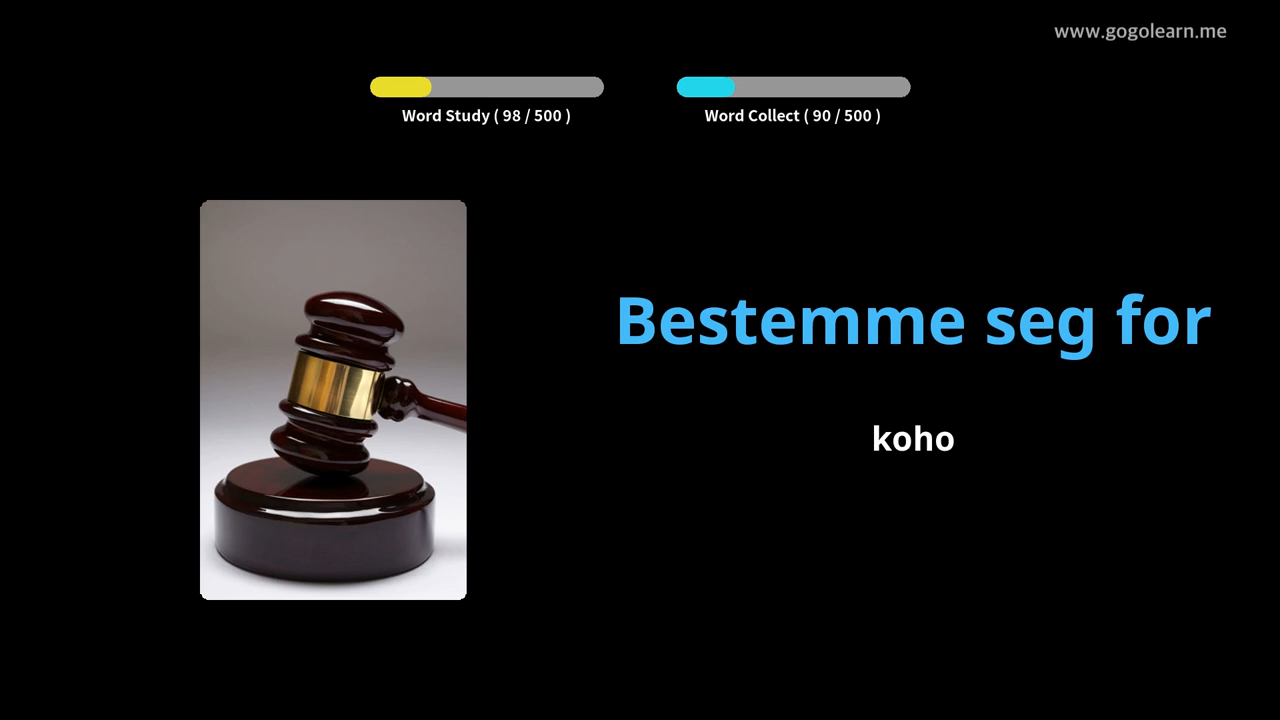 www.gogolearn.me
Word Study ( 98 / 500 )
Word Collect ( 90 / 500 )
Bestemme seg for
koho